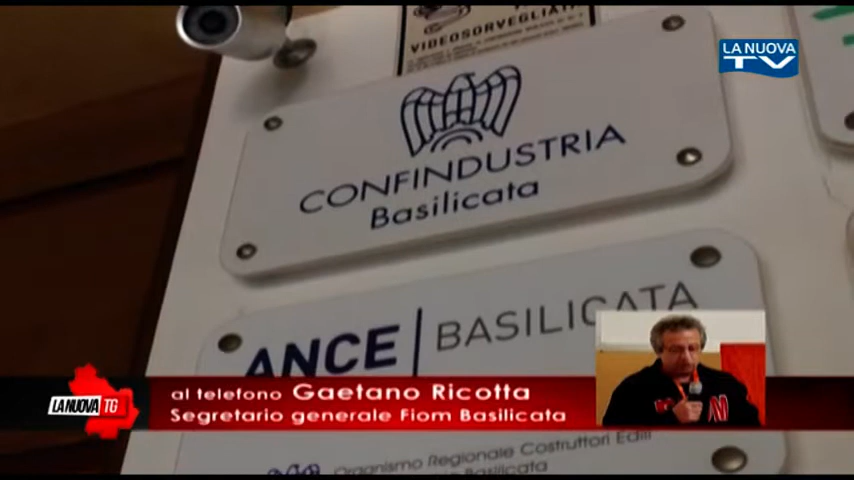 VIDEOSORVEGLIATA
LA NUOVA
TV
CONFINDUSTRIA
Basilicata
ANCE BASILICATA
al telefono Gaetano Ricotta
Segretario generale Fiom Basilicata
LA NUOVA TG
Organismo Regionale Costruttori Edili
Basilicata